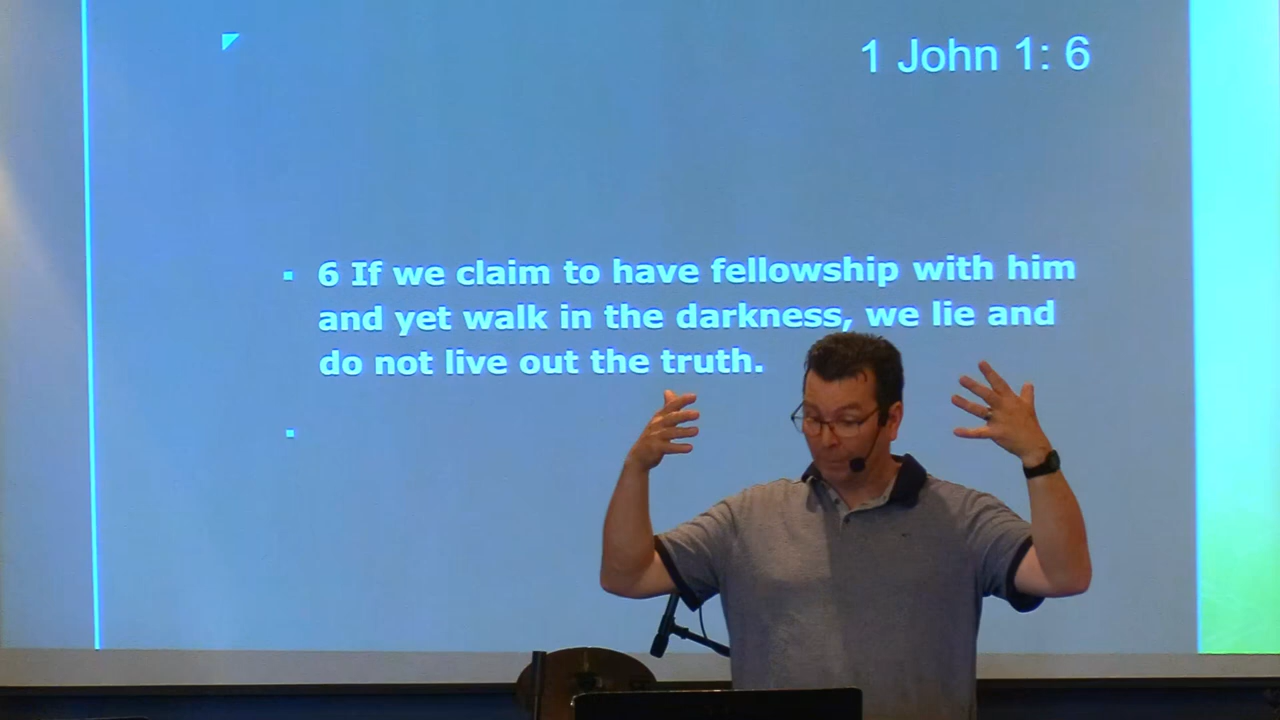 1 John 1: 6
6 If we claim to have fellowship with him
and yet walk in the darkness, we lie and
do not live out the truth.